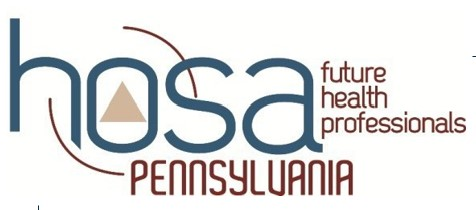 hosa
future
health
professionals
PENNSYLVANIA